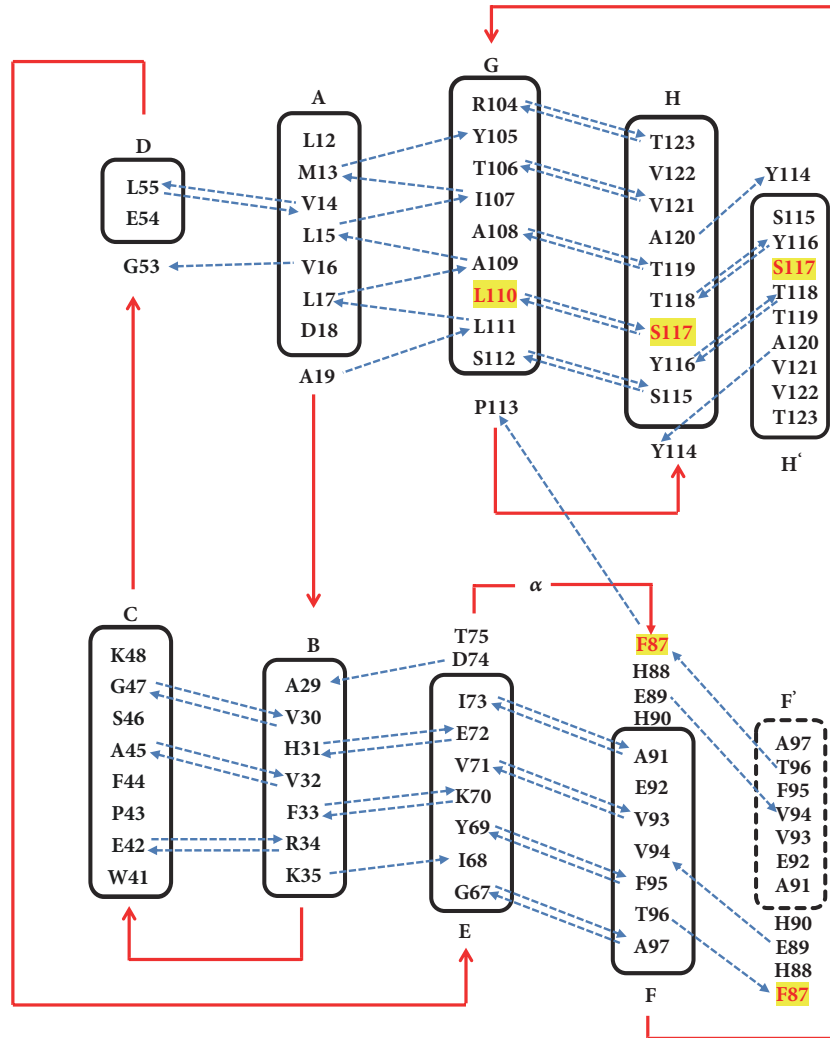 G
R104
Y105
T106
I107
A108
A109
L110
L111
S112
P113
A
L12
M13
V14
L15
V16
L17
D18
A19
D
L55
E54
G53
H
T123
V122
V121
A120
T119
T118
S117
Y116
S115
Y114
Y114
S115
Y116
S117
T118
T119
A120
V121
V122
T123
H‘
C
K48
G47
S46
A45
F44
P43
E42
W41
B
A29
V30
H31
V32
F33
R34
K35
α
T75
D74
I73
E72
V71
K70
Y69
I68
G67
E
F87
H88
E89
H90
A91
E92
V93
V94
F95
T96
A97
F
F’
A97
T96
F95
V94
V93
E92
A91
H90
E89
H88
F87